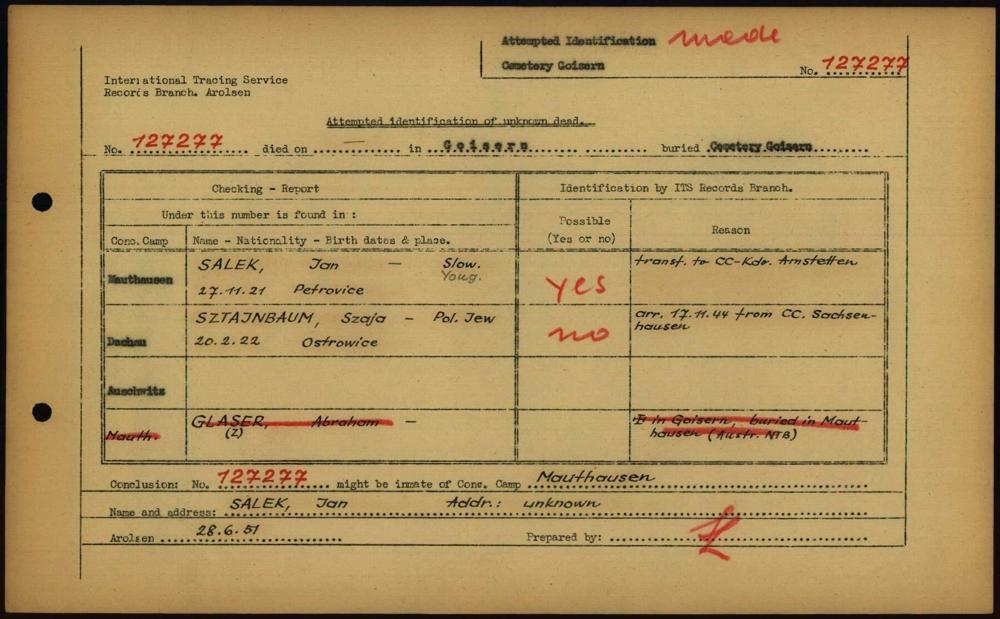 Attempted Identification made
Cemetery Goisern
No. 127277
International Tracing Service
Records Branch. Arolsen
Attempted identification of unknown dead.
No. 127277 died on — in Goisern buried Cemetery Goisern
Checking - Report
Identification by ITS Records Branch.
Under this number is found in :
Possible
(Yes or no)
Reason
Conc. Camp
Name - Nationality - Birth dates & place.
Mauthausen
SALEK, Jan — Slow.
Youg.
27.11.21 Petrovice
yes
transf. to CC-Kdo. Amstetten
Dachau
SZTAJNBAUM, Szaja - Pol. Jew
20.2.22 Ostrowice
no
arr. 17.11.44 from CC. Sachsen-
hausen
Auschwitz
Mauth.
GLASER, Abraham —
(Z)
in Goisern, buried in Maut-
hausen (Austr. NTB)
Conclusion: No. 127277 might be inmate of Conc. Camp Mauthausen
Name and address: SALEK, Jan Addr.: unknown
Arolsen 28.6.51
Prepared by: